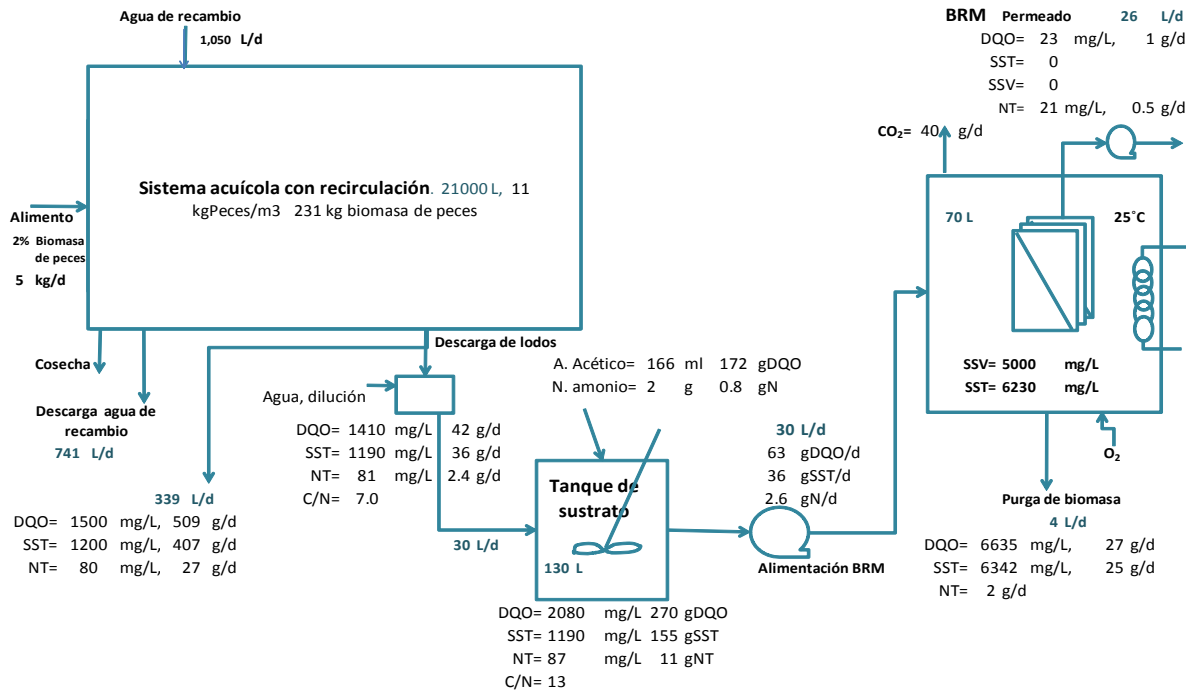 Agua de recambio
1,050 L/d
Sistema acuícola con recirculación. 21000 L, 11
kgPeces/m3 231 kg biomasa de peces
Alimento
2% Biomasa
de peces
5 kg/d
Cosecha
Descarga agua de
recambio
741 L/d
339 L/d
DQO= 1500 mg/L, 509 g/d
SST= 1200 mg/L, 407 g/d
NT= 80 mg/L, 27 g/d
Descarga de lodos
Agua, dilución
DQO= 1410 mg/L 42 g/d
SST= 1190 mg/L 36 g/d
NT= 81 mg/L 2.4 g/d
C/N= 7.0
30 L/d
A. Acético= 166 ml 172 gDQO
N. amonio= 2 g 0.8 gN
Tanque de
sustrato
130 L
DQO= 2080 mg/L 270 gDQO
SST= 1190 mg/L 155 gSST
NT= 87 mg/L 11 gNT
C/N= 13
30 L/d
63 gDQO/d
36 gSST/d
2.6 gN/d
Alimentación BRM
BRM Permeado 26 L/d
DQO= 23 mg/L, 1 g/d
SST= 0
SSV= 0
NT= 21 mg/L, 0.5 g/d
CO₂= 40 g/d
70 L
25°C
SSV= 5000 mg/L
SST= 6230 mg/L
O₂
Purga de biomasa
4 L/d
DQO= 6635 mg/L, 27 g/d
SST= 6342 mg/L, 25 g/d
NT= 2 g/d